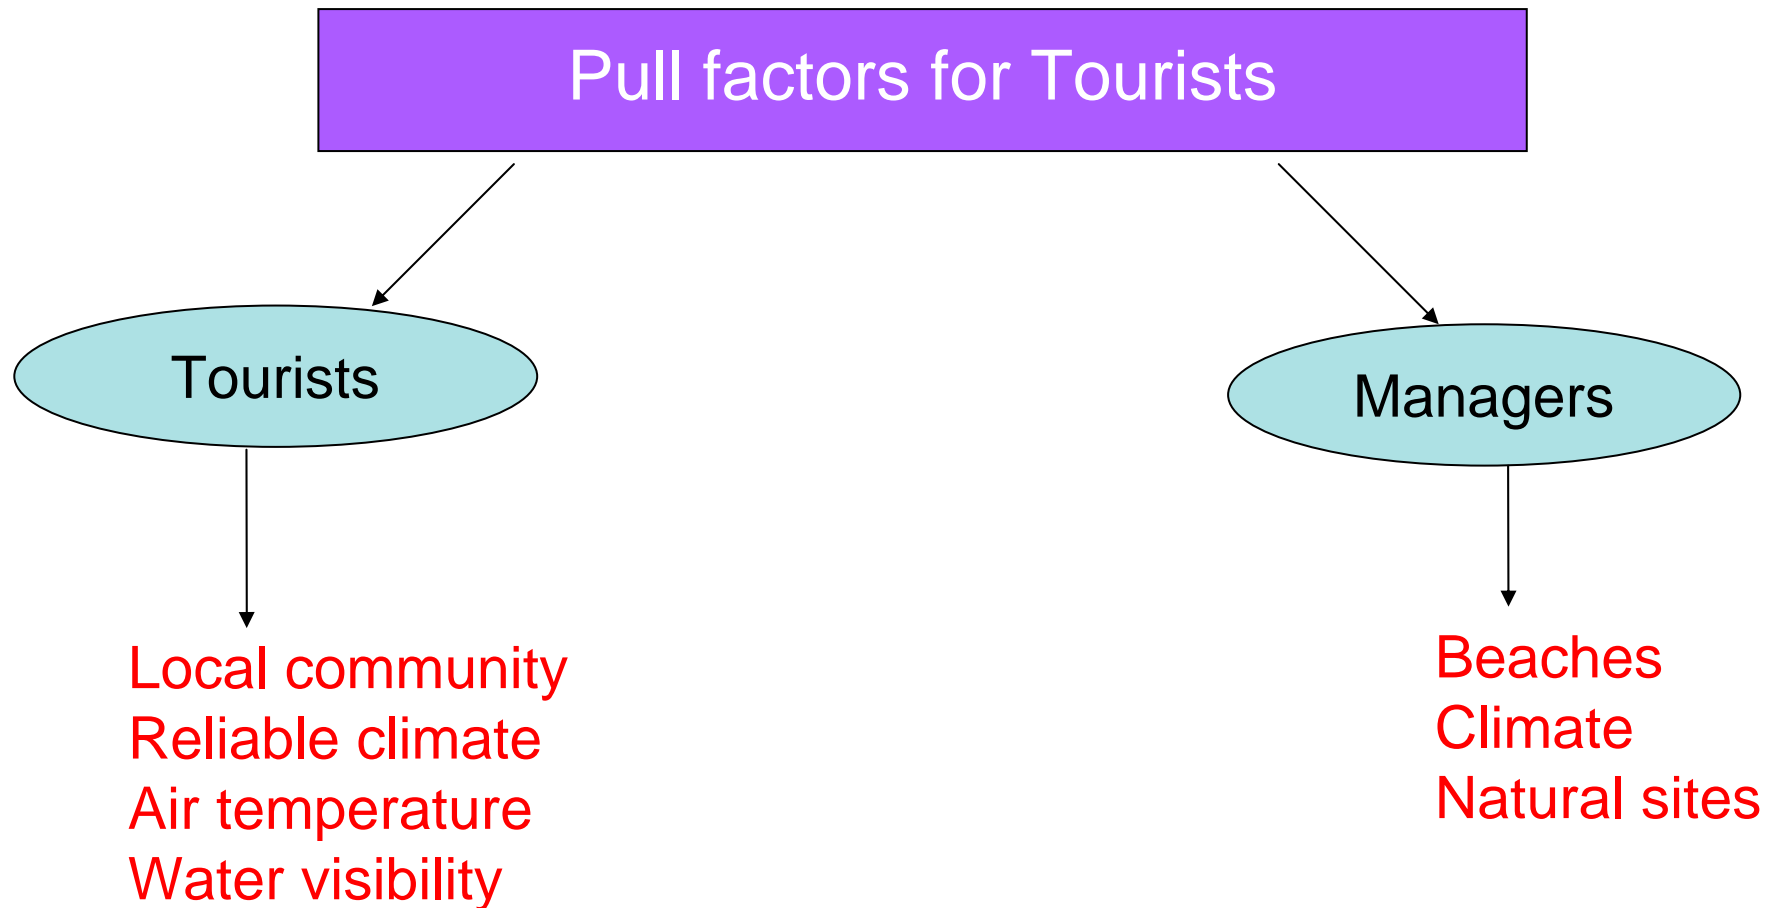 Pull factors for Tourists
Tourists
Managers
Local community
Reliable climate
Air temperature
Water visibility
Beaches
Climate
Natural sites